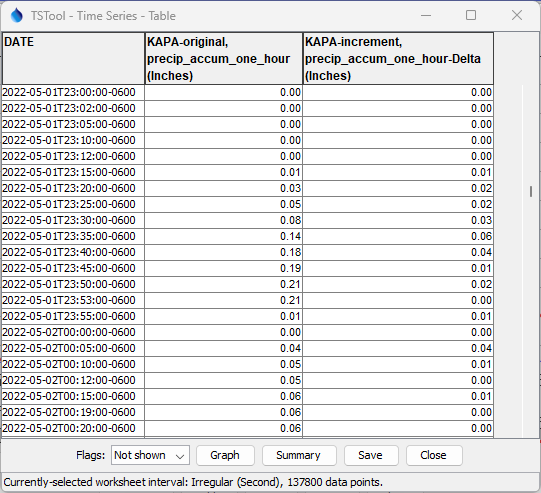 TSTool - Time Series - Table
DATE KAPA-original, KAPA-increment,
precip_accum_one_hour precip_accum_one_hour-Delta
(Inches) (Inches)
2022-05-01T23:00:00-0600 0.00 0.00
2022-05-01T23:02:00-0600 0.00 0.00
2022-05-01T23:05:00-0600 0.00 0.00
2022-05-01T23:10:00-0600 0.00 0.00
2022-05-01T23:12:00-0600 0.00 0.00
2022-05-01T23:15:00-0600 0.01 0.01
2022-05-01T23:20:00-0600 0.03 0.02
2022-05-01T23:25:00-0600 0.05 0.02
2022-05-01T23:30:00-0600 0.08 0.03
2022-05-01T23:35:00-0600 0.14 0.06
2022-05-01T23:40:00-0600 0.18 0.04
2022-05-01T23:45:00-0600 0.19 0.01
2022-05-01T23:50:00-0600 0.21 0.02
2022-05-01T23:53:00-0600 0.21 0.00
2022-05-01T23:55:00-0600 0.01 0.01
2022-05-02T00:00:00-0600 0.00 0.00
2022-05-02T00:05:00-0600 0.04 0.04
2022-05-02T00:10:00-0600 0.05 0.01
2022-05-02T00:12:00-0600 0.05 0.00
2022-05-02T00:15:00-0600 0.06 0.01
2022-05-02T00:19:00-0600 0.06 0.00
2022-05-02T00:20:00-0600 0.06 0.00
Flags: Not shown Graph Summary Save Close
Currently-selected worksheet interval: Irregular (Second), 137800 data points.